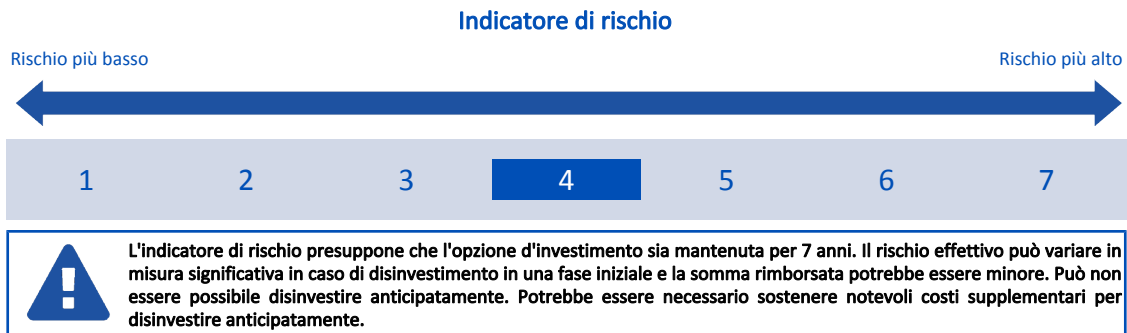 Indicatore di rischio
Rischio più basso
Rischio più alto
1 2 3 4 5 6 7
L'indicatore di rischio presuppone che l'opzione d'investimento sia mantenuta per 7 anni. Il rischio effettivo può variare in
misura significativa in caso di disinvestimento in una fase iniziale e la somma rimborsata potrebbe essere minore. Può non
essere possibile disinvestire anticipatamente. Potrebbe essere necessario sostenere notevoli costi supplementari per
disinvestire anticipatamente.